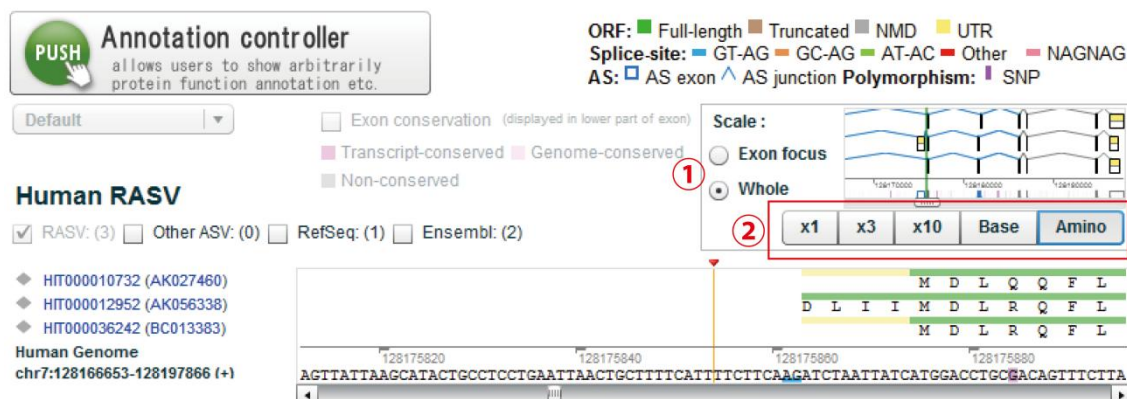 PUSH
Annotation controller
allows users to show arbitrarily
protein function annotation etc.
ORF: Full-length Truncated NMD UTR
Splice-site: GT-AG GC-AG AT-AC Other NAGNAG
AS: AS exon AS junction Polymorphism: SNP
Default
Exon conservation (displayed in lower part of exon)
Transcript-conserved Genome-conserved
Non-conserved
Scale :
Exon focus
① Whole
128170000 128180000 128190000
② x1 x3 x10 Base Amino
Human RASV
RASV: (3) Other ASV: (0) RefSeq: (1) Ensembl: (2)
HIT000010732 (AK027460)
M D L Q Q F L
HIT000012952 (AK056338)
D L I I M D L R Q F L
HIT000036242 (BC013383)
M D L R Q F L
Human Genome
128175820 128175840 128175860 128175880
chr7:128166653-128197866 (+)
AGTTATTAAGCATACTGCCTCCTGAATTAACTGCTTTTCATTTTCTTCAAGATCTAATTATCATGGACCTGCGACAGTTTCTTA